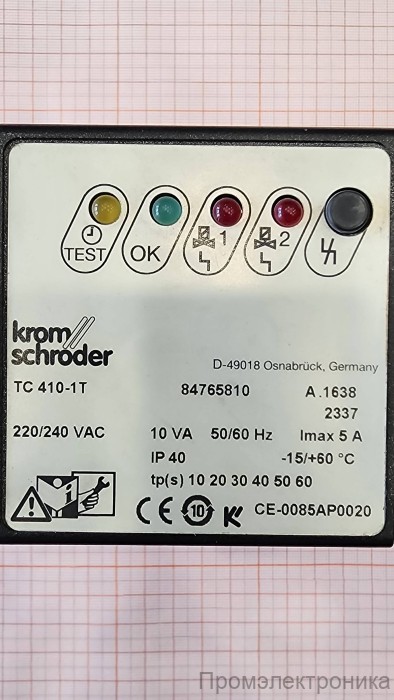 TEST
OK
1
2
krom
schroder
D-49018 Osnabrück, Germany
TC 410-1T 84765810 A.1638
2337
220/240 VAC 10 VA 50/60 Hz Imax 5 A
IP 40 -15/+60 °C
tp(s) 10 20 30 40 50 60
i CE 10 CE-0085AP0020
Промэлектроника